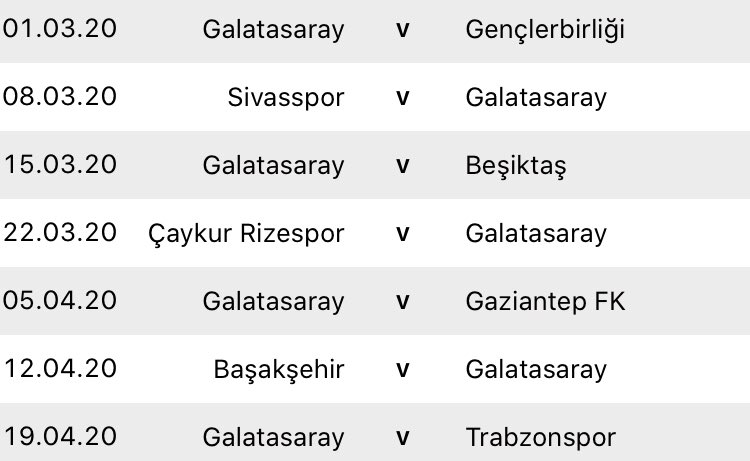 01.03.20 Galatasaray v Gençlerbirliği
08.03.20 Sivasspor v Galatasaray
15.03.20 Galatasaray v Beşiktaş
22.03.20 Çaykur Rizespor v Galatasaray
05.04.20 Galatasaray v Gaziantep FK
12.04.20 Başakşehir v Galatasaray
19.04.20 Galatasaray v Trabzonspor